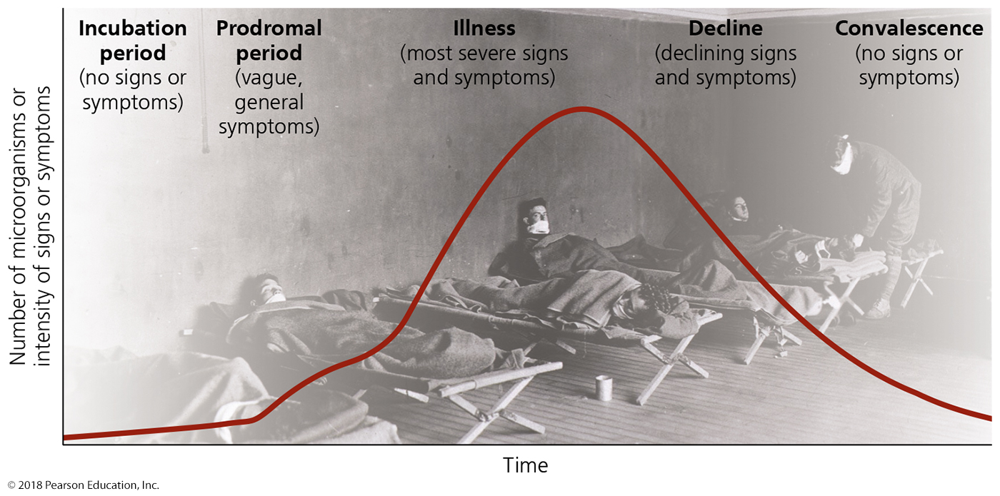 Incubation
period
(no signs or
symptoms)
Prodromal
period
(vague,
general
symptoms)
Illness
(most severe signs
and symptoms)
Decline
(declining signs
and symptoms)
Convalescence
(no signs or
symptoms)
Number of microorganisms or
intensity of signs or symptoms
Time
© 2018 Pearson Education, Inc.